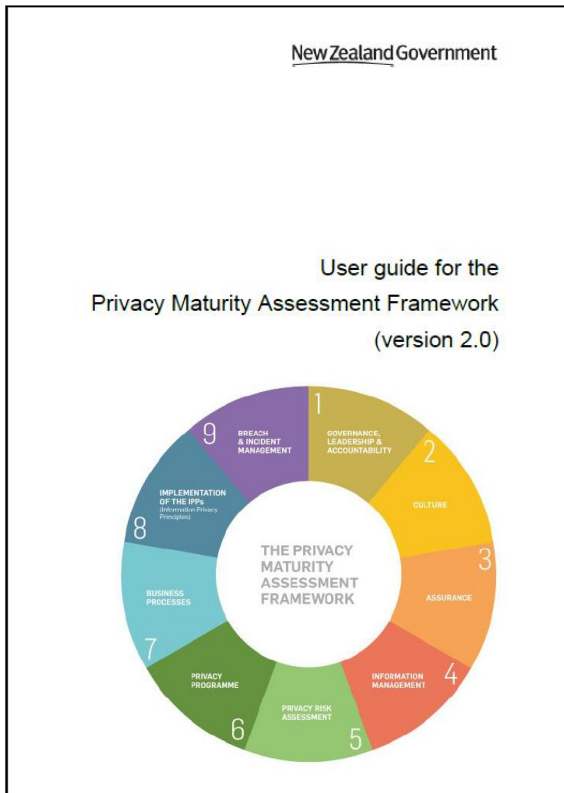 New Zealand Government
User guide for the
Privacy Maturity Assessment Framework
(version 2.0)
1
GOVERNANCE,
LEADERSHIP &
ACCOUNTABILITY
2
CULTURE
3
ASSURANCE
4
INFORMATION
MANAGEMENT
5
PRIVACY RISK
ASSESSMENT
6
PRIVACY
PROGRAMME
7
BUSINESS
PROCESSES
8
IMPLEMENTATION
OF THE IPPs
(Information Privacy
Principles)
9
BREACH
& INCIDENT
MANAGEMENT
THE PRIVACY
MATURITY
ASSESSMENT
FRAMEWORK